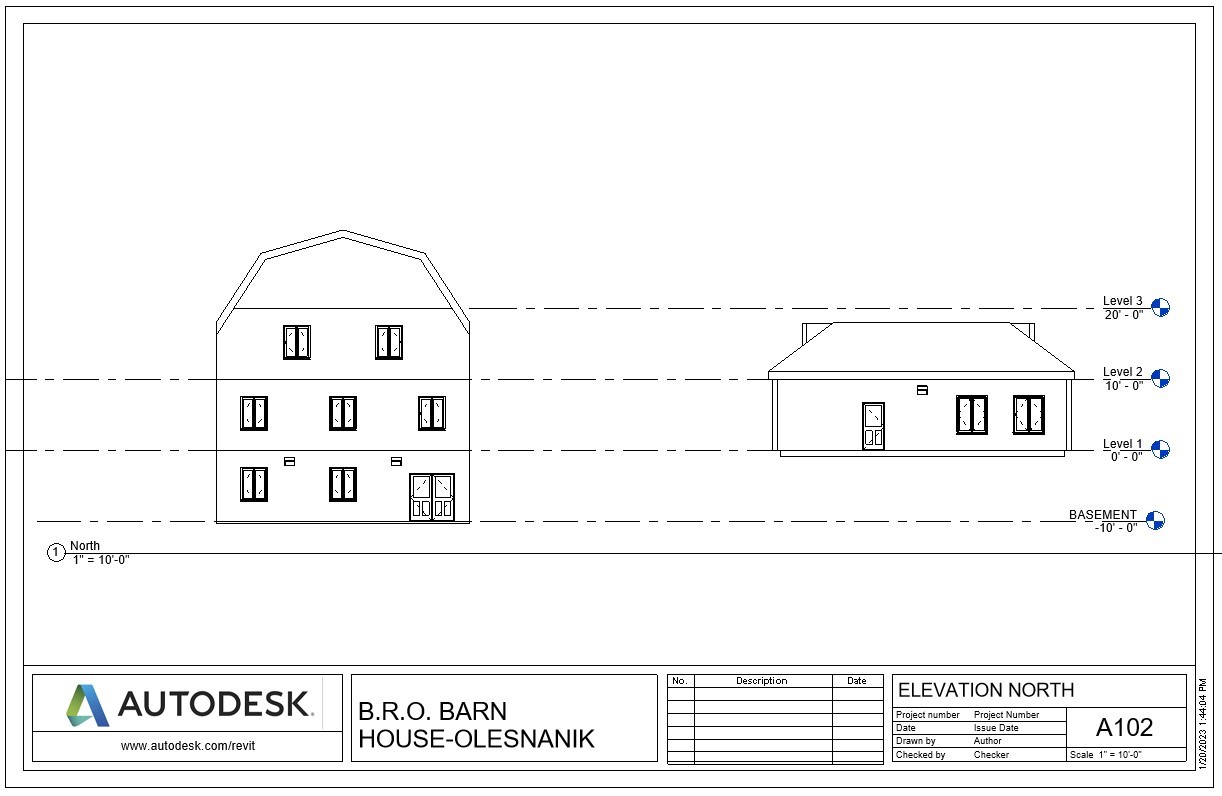 Level 3
20' - 0"
Level 2
10' - 0"
Level 1
0' - 0"
BASEMENT
-10' - 0"
1 North
1" = 10'-0"
AUTODESK.
www.autodesk.com/revit
B.R.O. BARN
HOUSE-OLESNANIK
No. Description Date
ELEVATION NORTH
Project number Project Number
Date Issue Date
Drawn by Author
Checked by Checker
A102
Scale 1" = 10'-0"
1/20/2023 1:44:04 PM